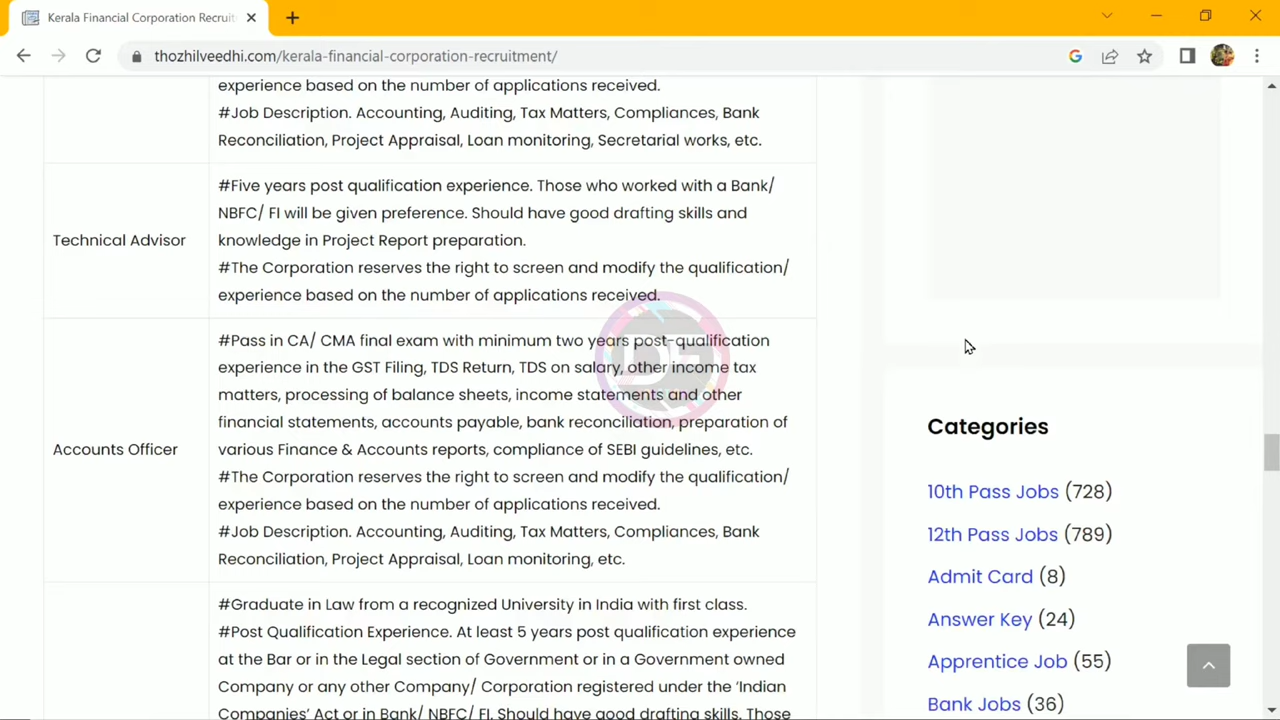 Kerala Financial Corporation Recruit
thozhilveedhi.com/kerala-financial-corporation-recruitment/
experience based on the number of applications received.
#Job Description. Accounting, Auditing, Tax Matters, Compliances, Bank
Reconciliation, Project Appraisal, Loan monitoring, Secretarial works, etc.
Technical Advisor
#Five years post qualification experience. Those who worked with a Bank/
NBFC/ FI will be given preference. Should have good drafting skills and
knowledge in Project Report preparation.
#The Corporation reserves the right to screen and modify the qualification/
experience based on the number of applications received.
Accounts Officer
#Pass in CA/ CMA final exam with minimum two years post-qualification
experience in the GST Filing, TDS Return, TDS on salary, other income tax
matters, processing of balance sheets, income statements and other
financial statements, accounts payable, bank reconciliation, preparation of
various Finance & Accounts reports, compliance of SEBI guidelines, etc.
#The Corporation reserves the right to screen and modify the qualification/
experience based on the number of applications received.
#Job Description. Accounting, Auditing, Tax Matters, Compliances, Bank
Reconciliation, Project Appraisal, Loan monitoring, etc.
#Graduate in Law from a recognized University in India with first class.
#Post Qualification Experience. At least 5 years post qualification experience
at the Bar or in the Legal section of Government or in a Government owned
Company or any other Company/ Corporation registered under the ‘Indian
Companies’ Act or in Bank/ NBFC/ FI. Should have good drafting skills. Those
Categories
10th Pass Jobs (728)
12th Pass Jobs (789)
Admit Card (8)
Answer Key (24)
Apprentice Job (55)
Bank Jobs (36)